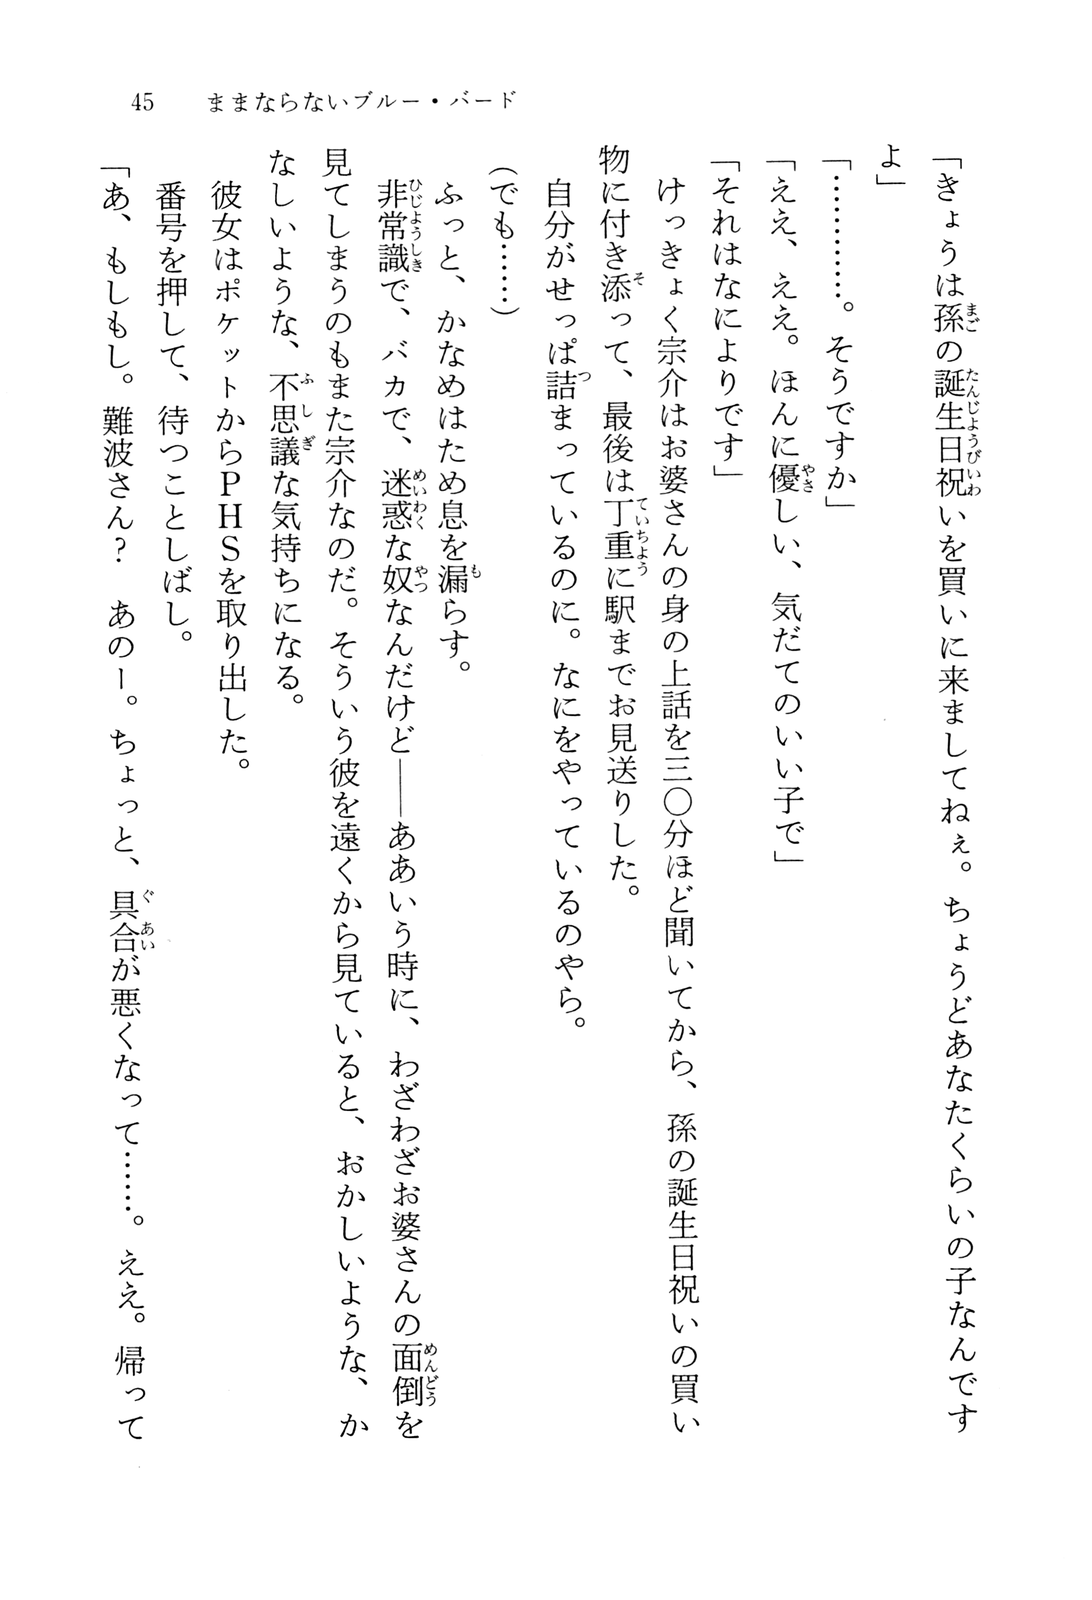 45　ままならないブルー・バード
「きょうは孫の誕生日祝いを買いに来ましてねぇ。ちょうどあなたくらいの子なんです
よ」
「…………。そうですか」
「ええ、ええ。ほんに優しい、気だてのいい子で」
「それはなによりです」
　けっきょく宗介はお婆さんの身の上話を三〇分ほど聞いてから、孫の誕生日祝いの買い
物に付き添って、最後は丁重に駅までお見送りした。
　自分がせっぱ詰まっているのに。なにをやっているのやら。
（でも……）
　ふっと、かなめはため息を漏らす。
　非常識で、バカで、迷惑な奴なんだけど――ああいう時に、わざわざお婆さんの面倒を
見てしまうのもまた宗介なのだ。そういう彼を遠くから見ていると、おかしいような、か
なしいような、不思議な気持ちになる。
　彼女はポケットからＰＨＳを取り出した。
　番号を押して、待つことしばし。
「あ、もしもし。難波さん？　あのー。ちょっと、具合が悪くなって……。ええ。帰って